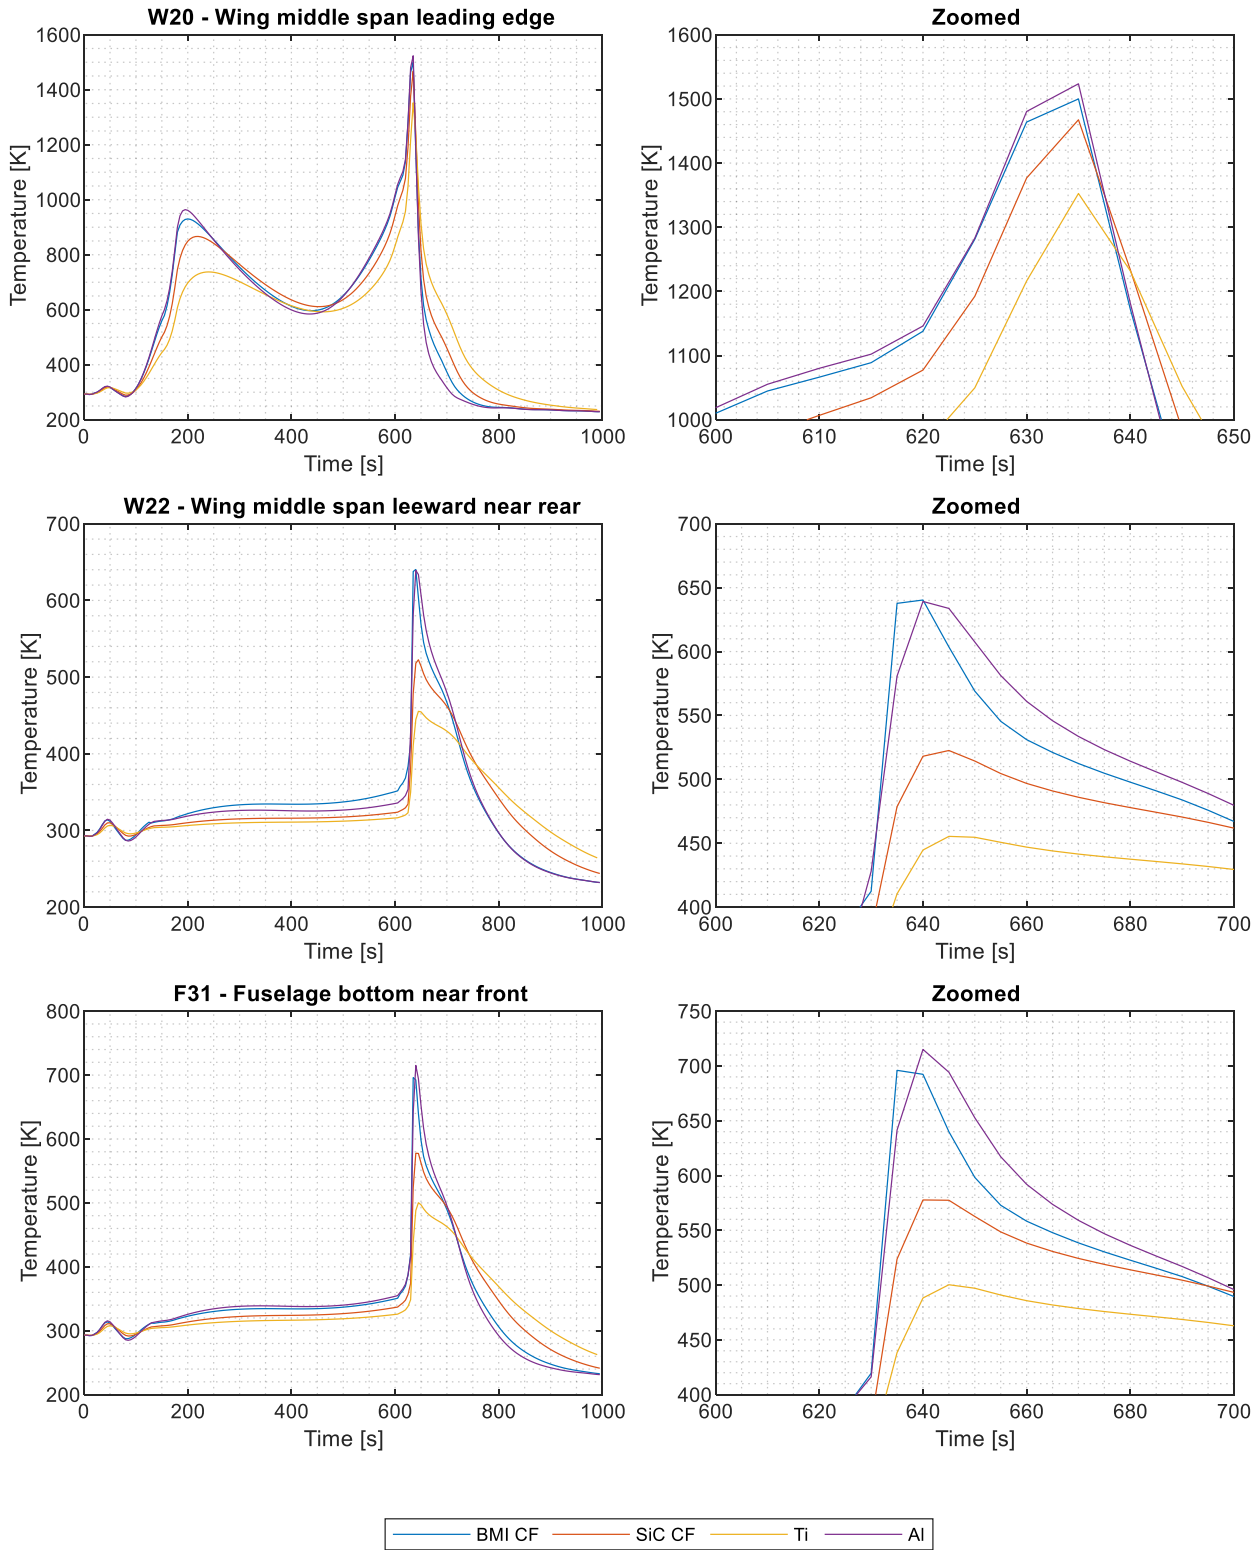 W20 - Wing middle span leading edge
Temperature [K]
1600
1400
1200
1000
800
600
400
200
0 200 400 600 800 1000
Time [s]
Zoomed
Temperature [K]
1600
1500
1400
1300
1200
1100
1000
600 610 620 630 640 650
Time [s]
W22 - Wing middle span leeward near rear
Temperature [K]
700
600
500
400
300
200
0 200 400 600 800 1000
Time [s]
Zoomed
Temperature [K]
700
650
600
550
500
450
400
600 620 640 660 680 700
Time [s]
F31 - Fuselage bottom near front
Temperature [K]
800
700
600
500
400
300
200
0 200 400 600 800 1000
Time [s]
Zoomed
Temperature [K]
750
700
650
600
550
500
450
400
600 620 640 660 680 700
Time [s]
BMI CF SiC CF Ti Al